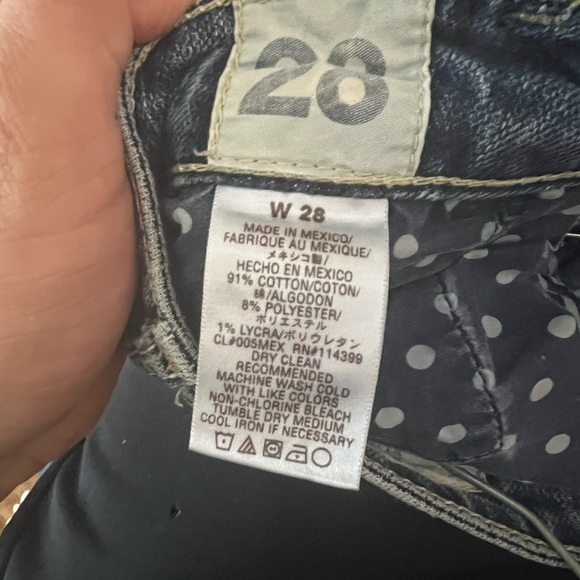 28
W 28
MADE IN MEXICO/
FABRIQUE AU MEXIQUE/
メキシコ製/
HECHO EN MEXICO
91% COTTON/COTON/
綿/ALGODON
8% POLYESTER/
ポリエステル
1% LYCRA/ポリウレタン
CL#005MEX RN#114399
DRY CLEAN
RECOMMENDED
MACHINE WASH COLD
WITH LIKE COLORS
NON-CHLORINE BLEACH
TUMBLE DRY MEDIUM
COOL IRON IF NECESSARY